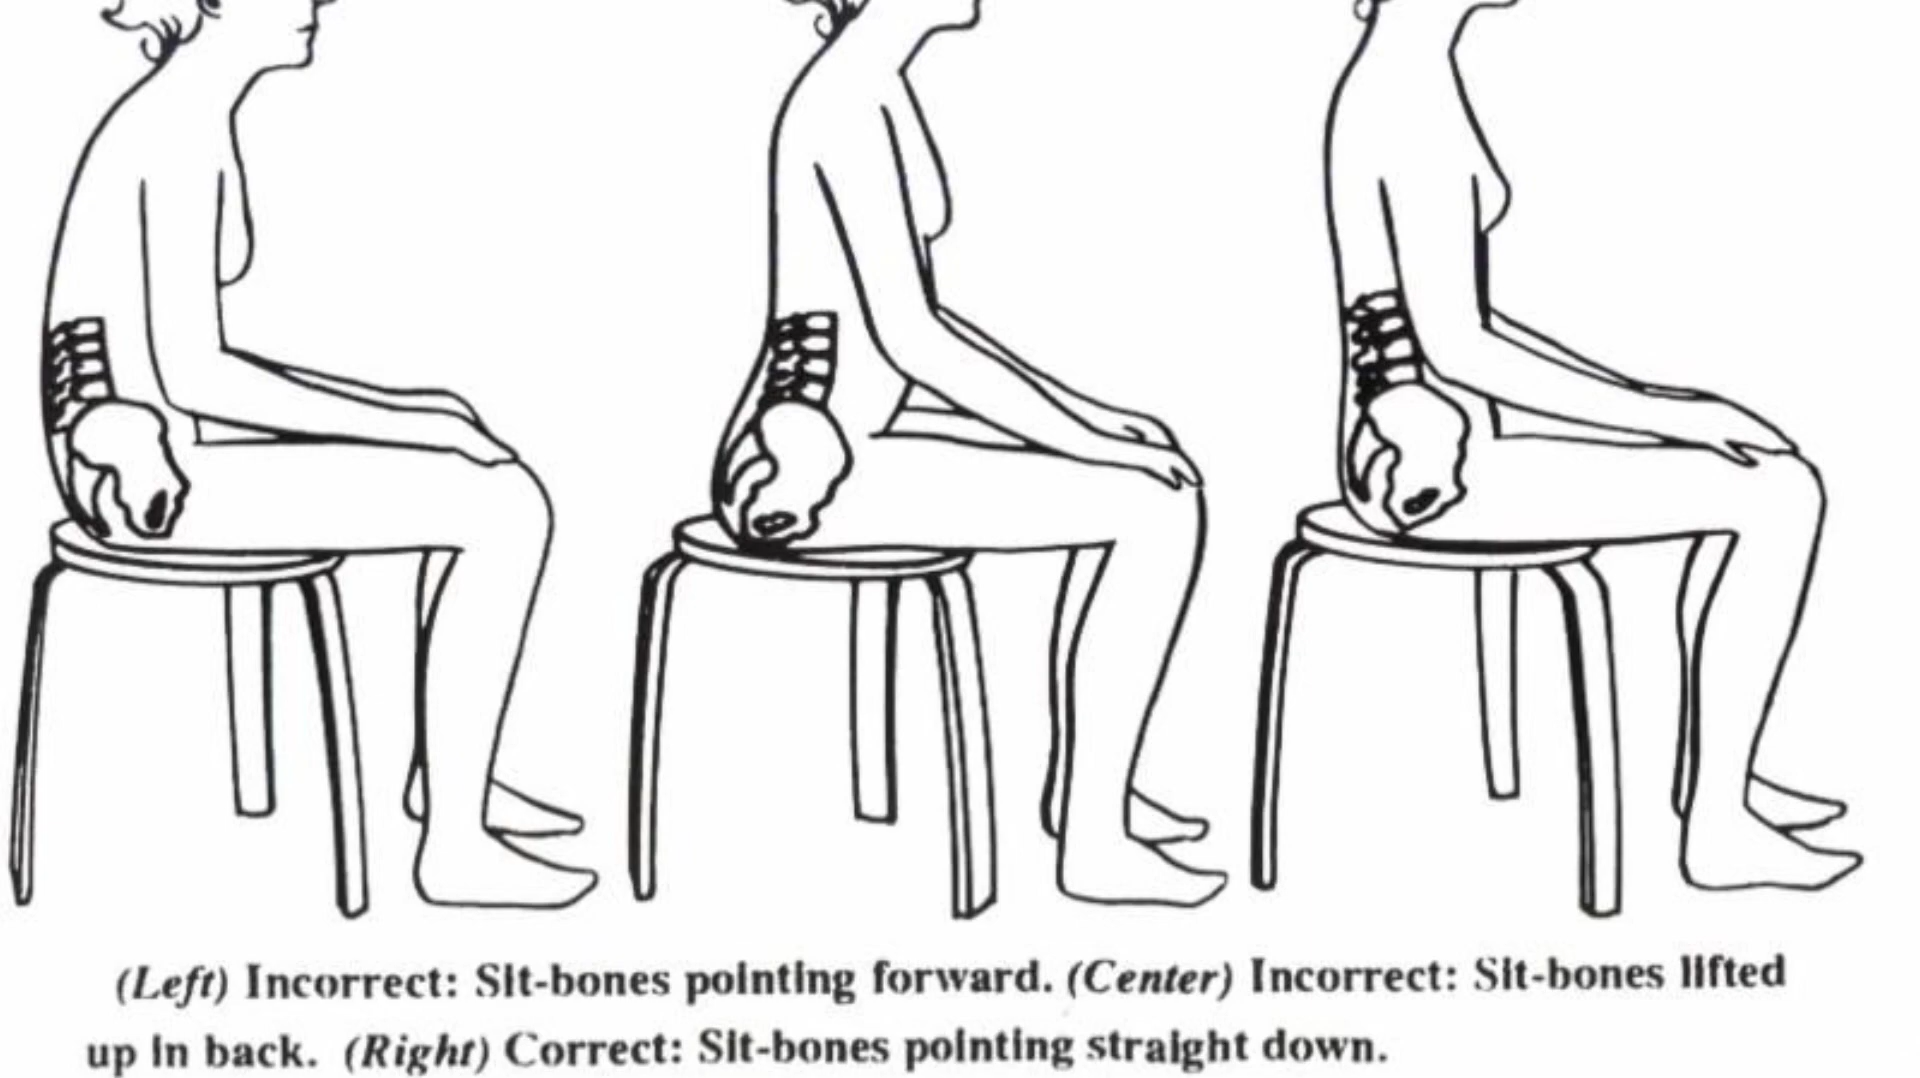 (Left) Incorrect: Sit-bones pointing forward. (Center) Incorrect: Sit-bones lifted
up in back. (Right) Correct: Sit-bones pointing straight down.